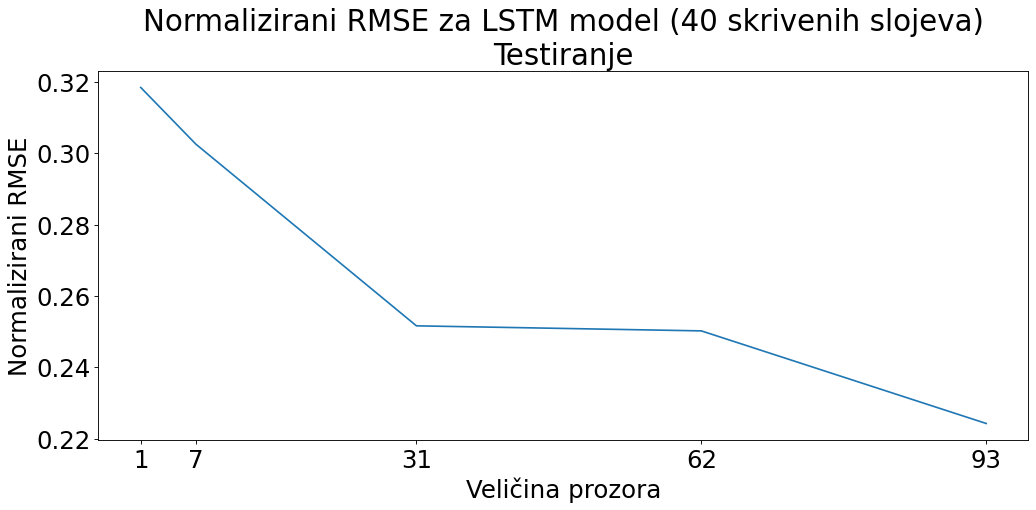 Normalizirani RMSE za LSTM model (40 skrivenih slojeva)
Testiranje
Normalizirani RMSE
0.32
0.30
0.28
0.26
0.24
0.22
1 7 31 62 93
Veličina prozora